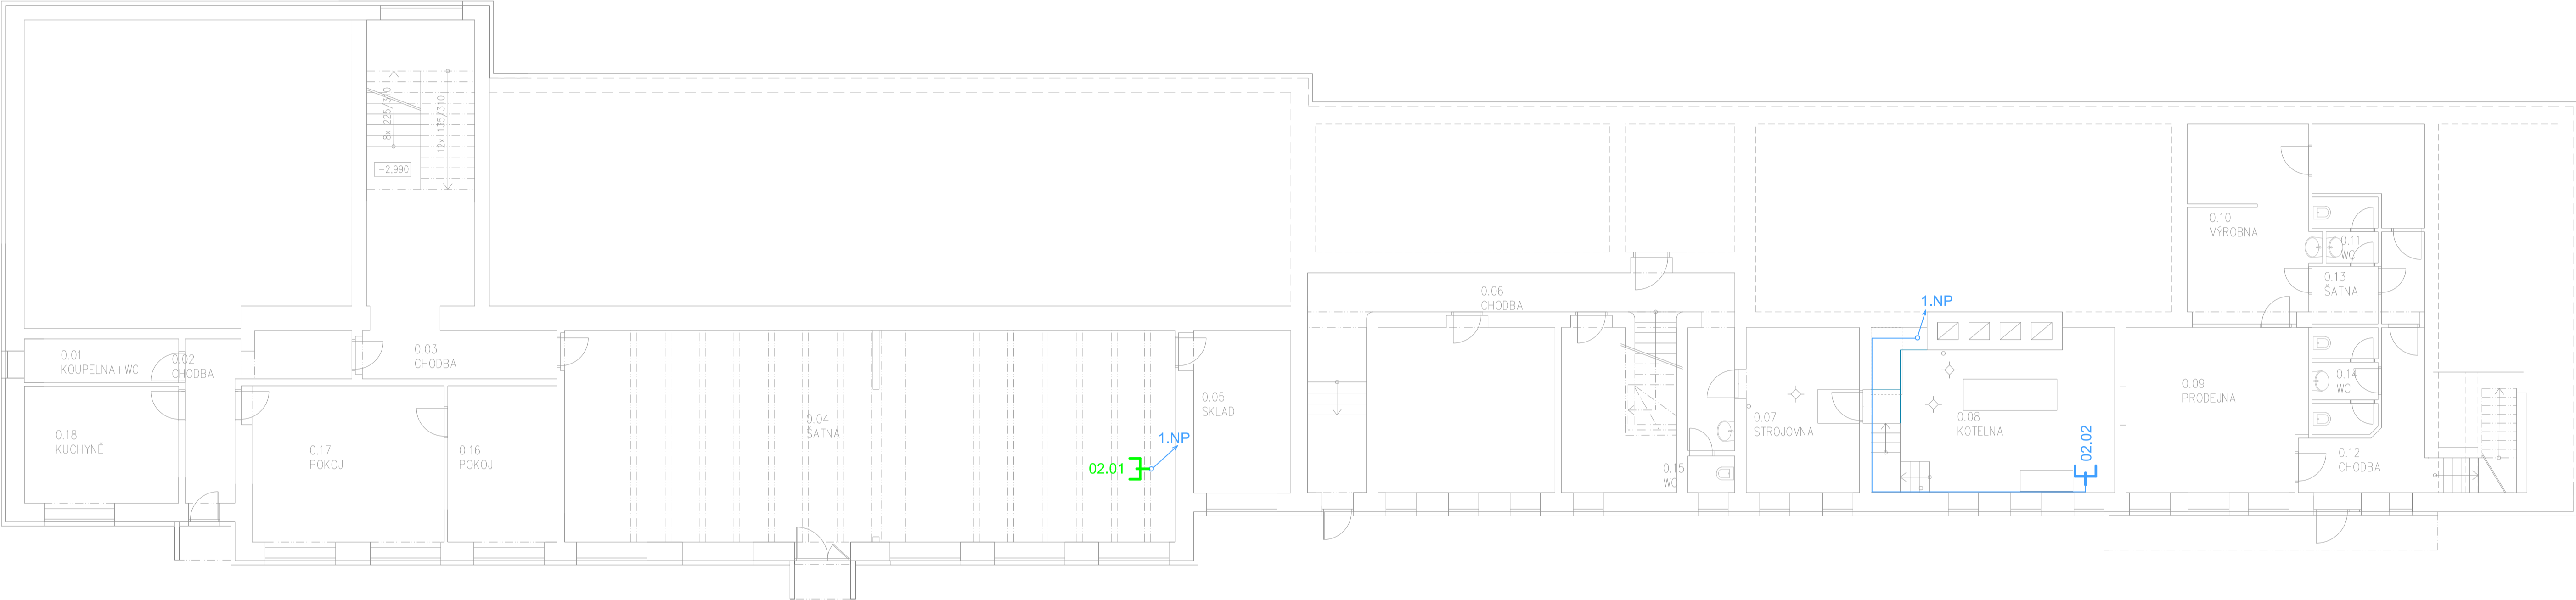 8x 225/310
12x 135/310
-2,990
0.10
VÝROBNA
0.11
WC
0.13
ŠATNA
0.06
CHODBA
1.NP
0.01
KOUPELNA+WC
0.02
CHODBA
0.03
CHODBA
0.14
WC
0.09
PRODEJNA
0.05
SKLAD
0.04
ŠATNA
0.07
STROJOVNA
0.08
KOTELNA
02.02
0.18
KUCHYNĚ
0.17
POKOJ
0.16
POKOJ
1.NP
02.01
0.15
WC
0.12
CHODBA